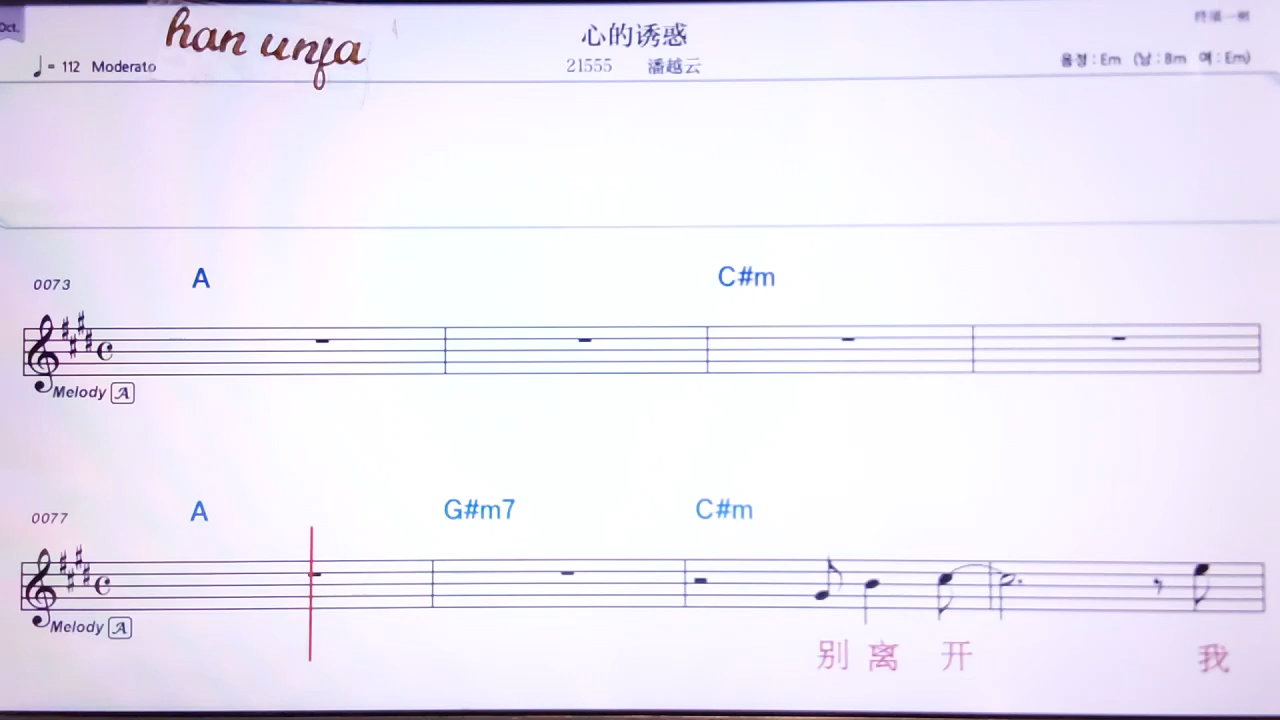 Oct.
han unfa
心的诱惑
♩= 112 Moderato
21555 潘越云
음정 : Em (남 : Bm 여 : Em)
0073 A C#m
Melody A
0077 A G#m7 C#m
Melody A
别 离 开 我